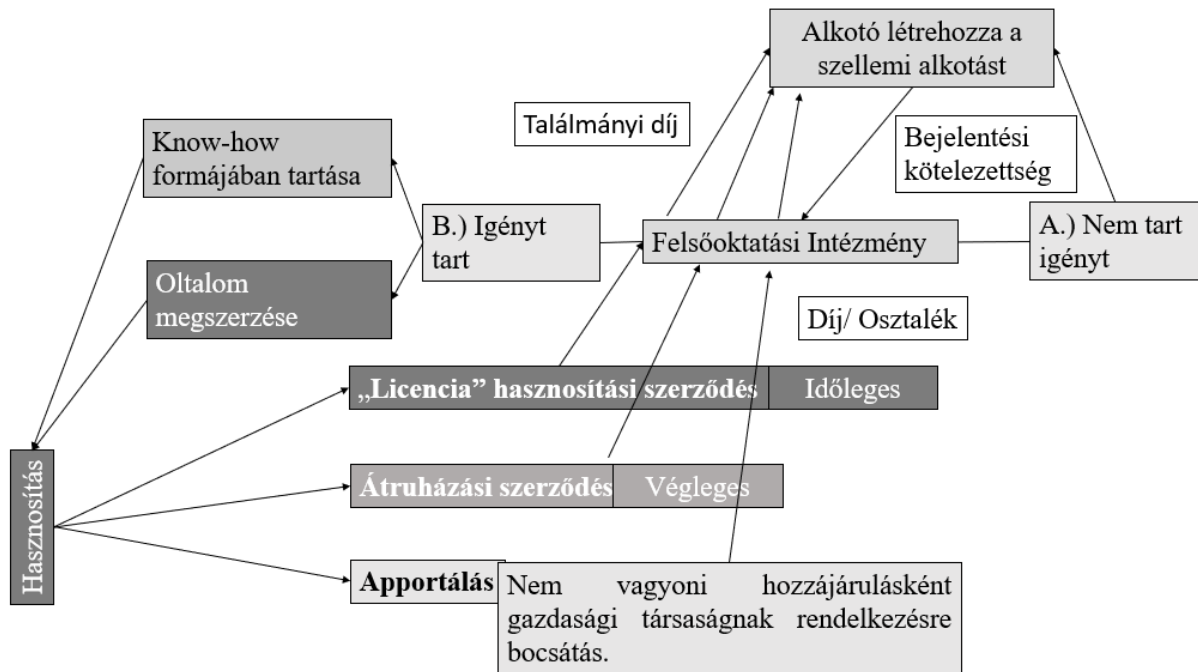 Alkotó létrehozza a
szellemi alkotást
Találmányi díj
Know-how
formájában tartása
Bejelentési
kötelezettség
B.) Igényt
tart
Felsőoktatási Intézmény
A.) Nem tart
igényt
Oltalom
megszerzése
Díj/ Osztalék
„Licencia” hasznosítási szerződés
Időleges
Hasznosítás
Átruházási szerződés
Végleges
Apportálás
Nem vagyoni hozzájárulásként
gazdasági társaságnak rendelkezésre
bocsátás.